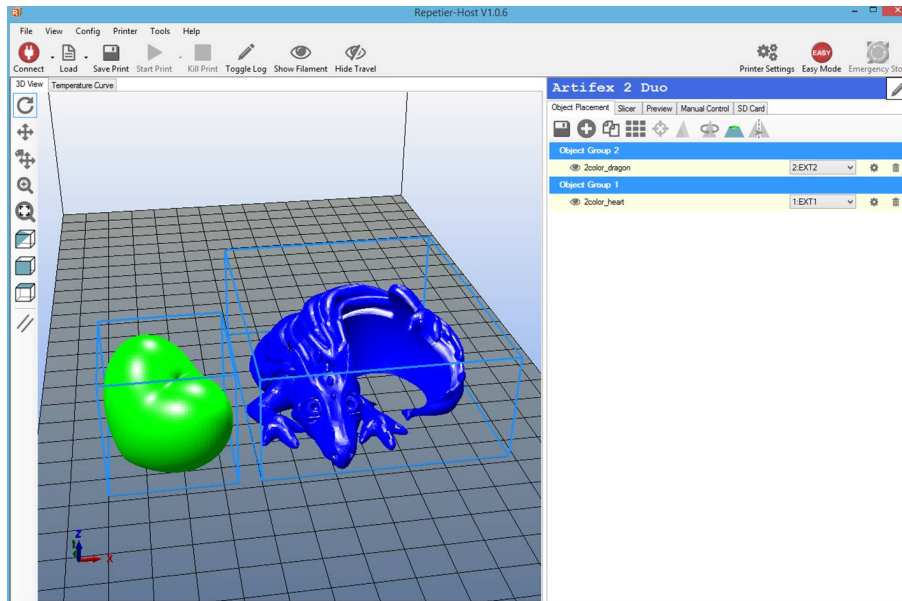 Repetier-Host V1.0.6
File View Config Printer Tools Help
Connect Load Save Print Start Print Kill Print Toggle Log Show Filament Hide Travel Printer Settings EASY Easy Mode Emergency Sto
3D View Temperature Curve
Artifex 2 Duo
Object Placement Slicer Preview Manual Control SD Card
Object Group 2
2color_dragon 2:EXT2
Object Group 1
2color_heart 1:EXT1
Z
X